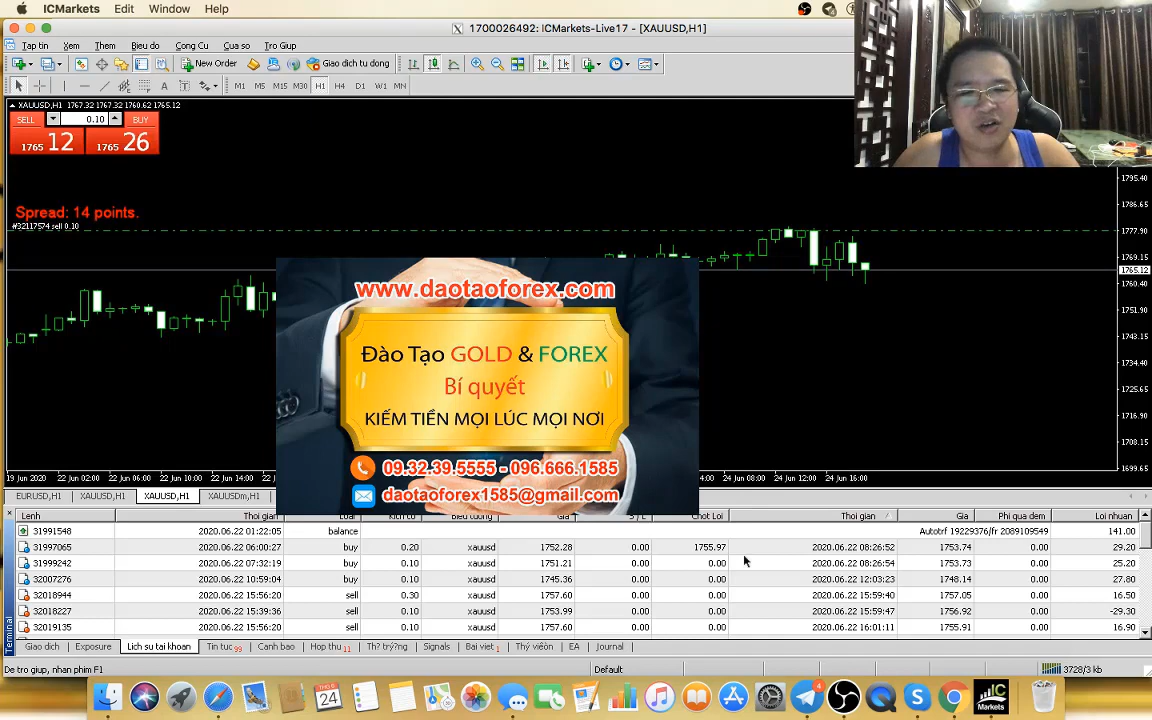 ICMarkets Edit Window Help
1700026492: ICMarkets-Live17 - [XAUUSD,H1]
Tap tin Xem Them Bieu do Cong Cu Cua so Tro Giup
New Order Giao dich tu dong
M1 M5 M15 M30 H1 H4 D1 W1 MN
XAUUSD,H1 1767.32 1767.32 1760.62 1765.12
SELL 0.10 BUY
1765 12 1765 26
Spread: 14 points.
#32117574 sell 0.10
1795.40
1786.65
1777.90
1769.15
1765.12
1760.40
1751.90
1743.15
1734.40
1725.65
1716.90
1708.15
1699.65
www.daotaoforex.com
Đào Tạo GOLD & FOREX
Bí quyết
KIẾM TIỀN MỌI LÚC MỌI NƠI
09.32.39.5555 - 096.666.1585
daotaoforex1585@gmail.com
19 Jun 2020 22 Jun 02:00 22 Jun 06:00 22 Jun 10:00 24 Jun 08:00 24 Jun 12:00 24 Jun 16:00
EURUSD,H1 XAUUSD,H1 XAUUSD,H1 XAUUSDm,H1
Lenh Thoi gian Loai Kich co Bieu tuong Gia S / L Chot Loi Thoi gian Gia Phi qua dem Loi nhuan
31991548 2020.06.22 01:22:05 balance Autotrf 19229376/fr 2089109549 141.00
31997065 2020.06.22 06:00:27 buy 0.20 xauusd 1752.28 0.00 1755.97 2020.06.22 08:26:52 1753.74 0.00 29.20
31999242 2020.06.22 07:32:19 buy 0.10 xauusd 1751.21 0.00 0.00 2020.06.22 08:26:54 1753.73 0.00 25.20
32007276 2020.06.22 10:59:04 buy 0.10 xauusd 1745.36 0.00 0.00 2020.06.22 12:03:23 1748.14 0.00 27.80
32018944 2020.06.22 15:56:20 sell 0.30 xauusd 1757.60 0.00 0.00 2020.06.22 15:59:40 1757.05 0.00 16.50
32018227 2020.06.22 15:39:36 sell 0.10 xauusd 1753.99 0.00 0.00 2020.06.22 15:59:47 1756.92 0.00 -29.30
32019135 2020.06.22 15:56:20 sell 0.10 xauusd 1757.60 0.00 0.00 2020.06.22 16:01:11 1755.91 0.00 16.90
Terminal
Giao dich Exposure Lich su tai khoan Tin tuc 99 Canh bao Hop thu 11 Th? trý?ng Signals Bai viet 1 Thý viêön EA Journal
De tro giup, nhan phim F1 Default 3728/3 kb